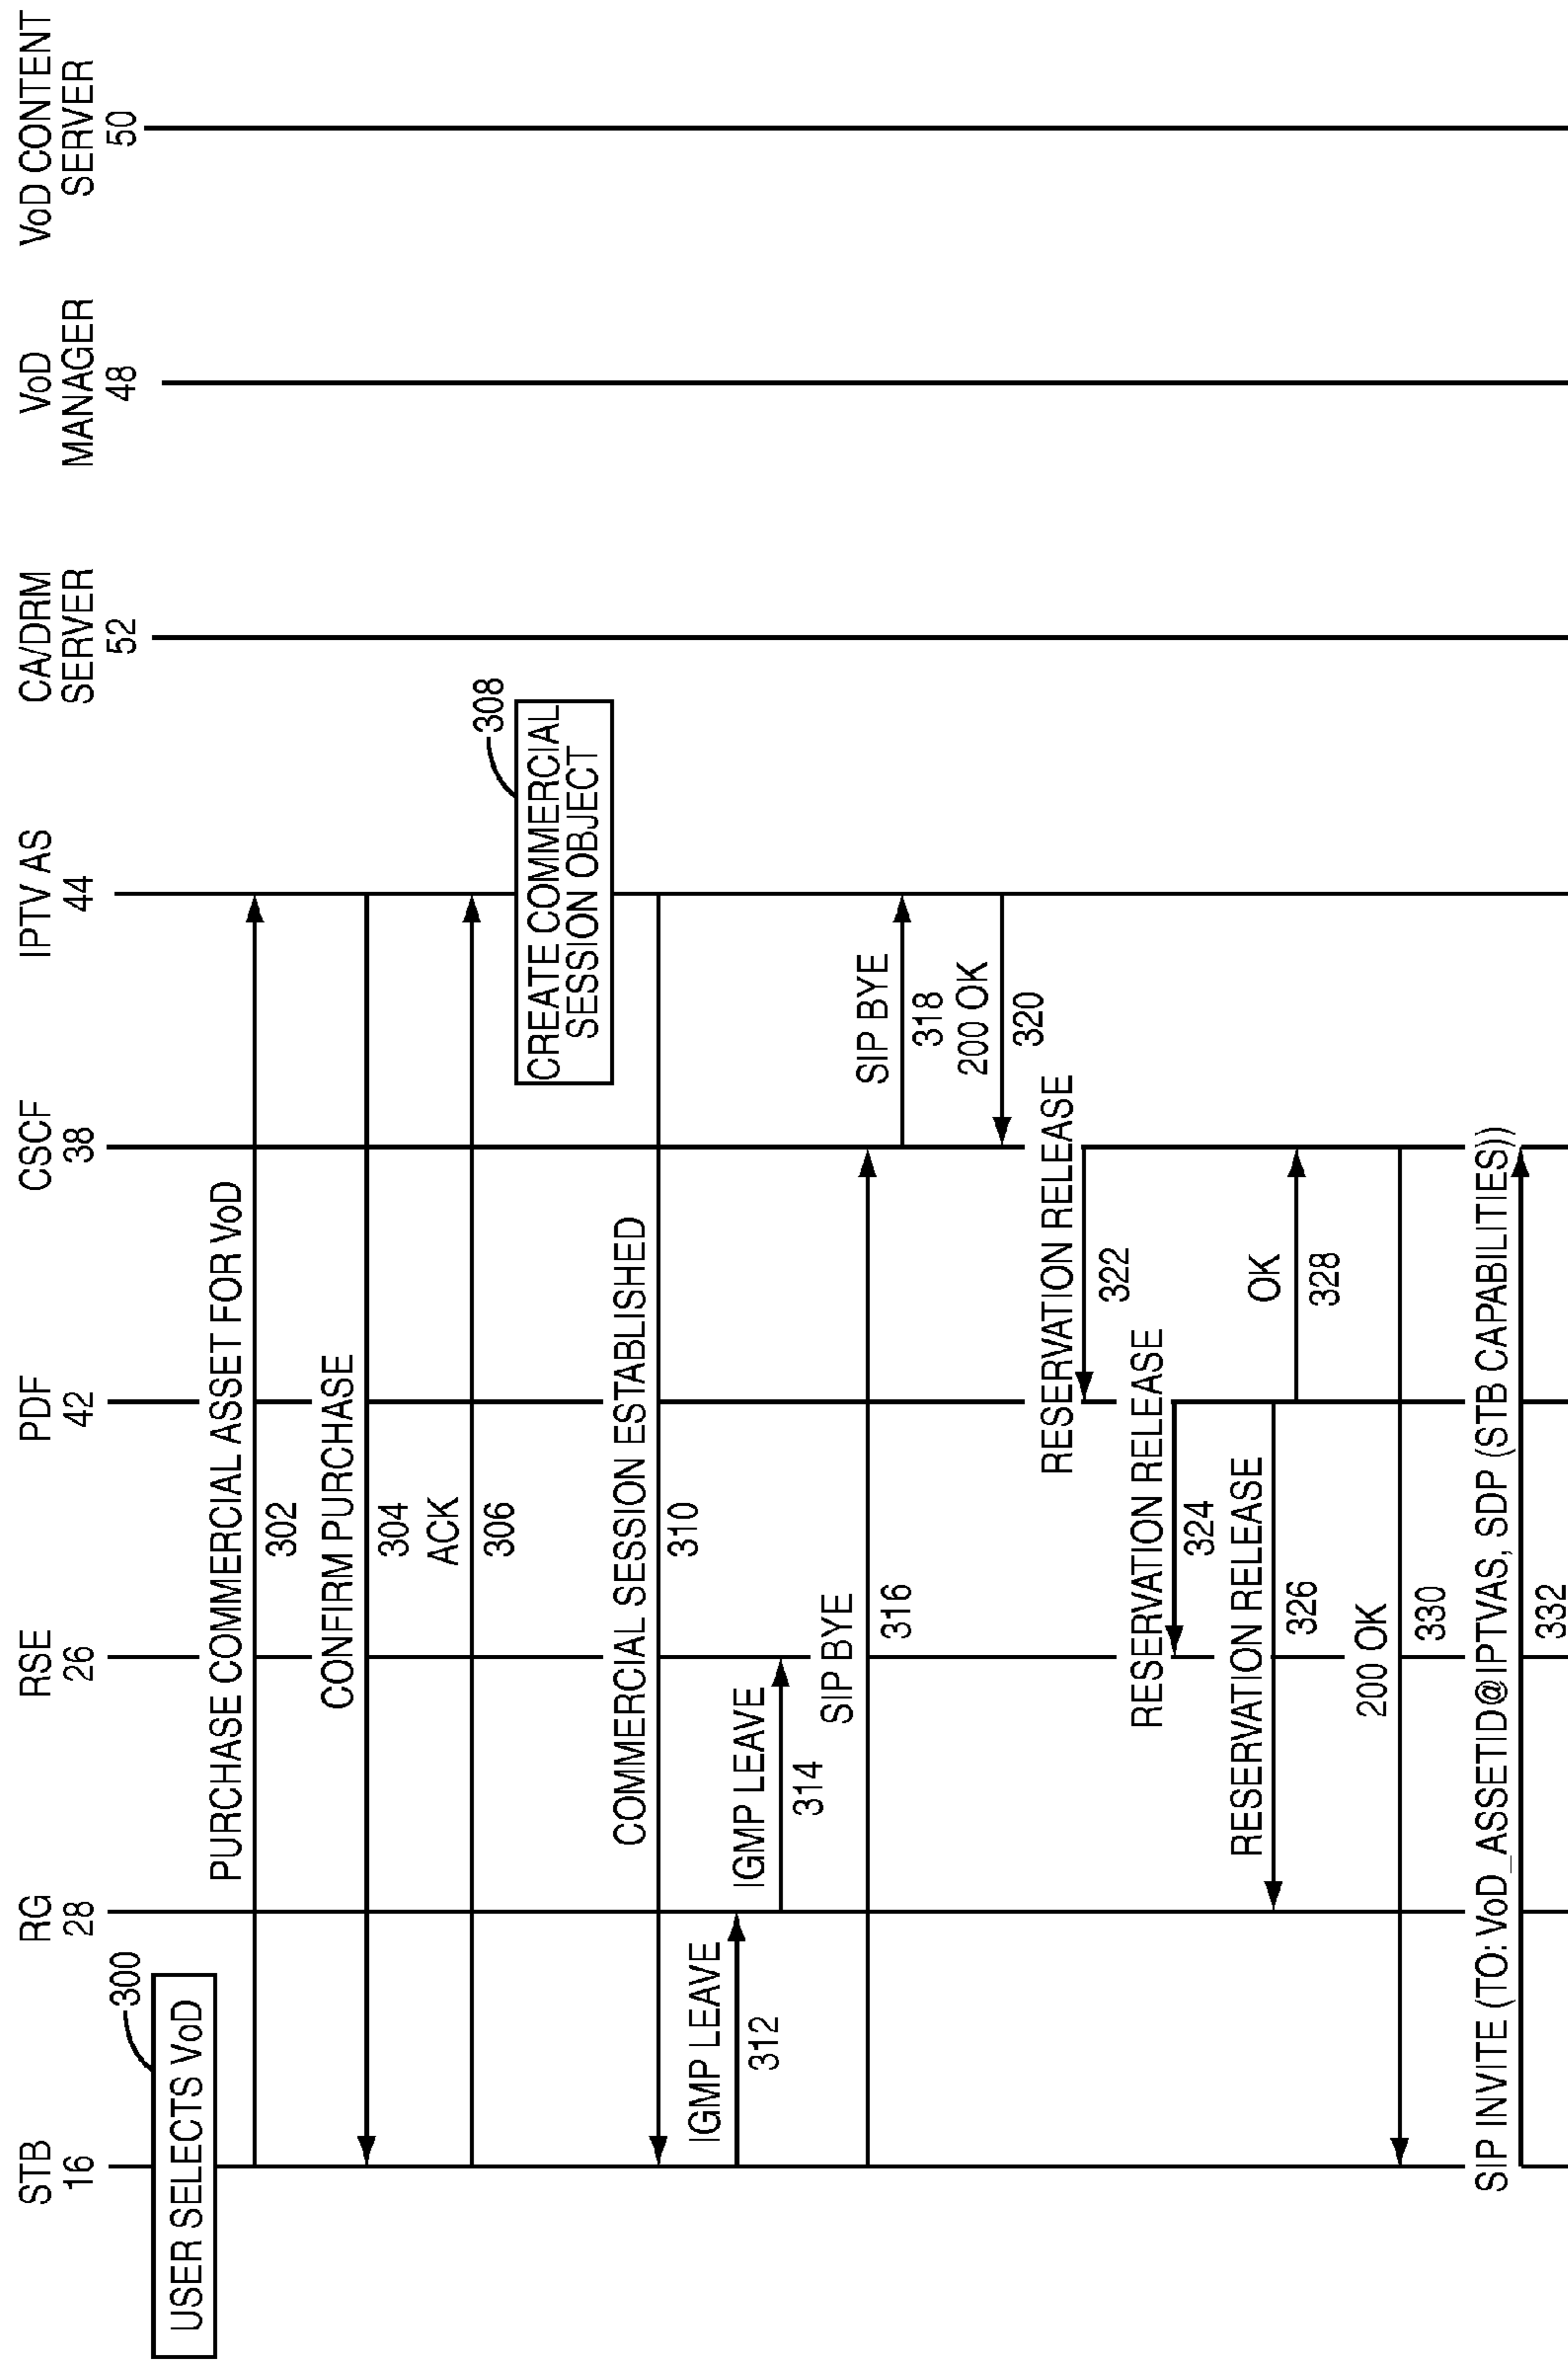 STB
16
RG
28
RSE
26
PDF
42
CSCF
38
IPTV AS
44
CA/DRM
SERVER
52
VoD
MANAGER
48
VoD CONTENT
SERVER
50
300
USER SELECTS VoD
PURCHASE COMMERCIAL ASSET FOR VoD
302
CONFIRM PURCHASE
304
ACK
306
308
CREATE COMMERCIAL
SESSION OBJECT
COMMERCIAL SESSION ESTABLISHED
310
IGMP LEAVE
312
IGMP LEAVE
314
SIP BYE
316
SIP BYE
318
200 OK
320
RESERVATION RELEASE
322
RESERVATION RELEASE
324
RESERVATION RELEASE
326
OK
328
200 OK
330
SIP INVITE (TO: VoD_ASSETID@IPTVAS, SDP (STB CAPABILITIES))
332